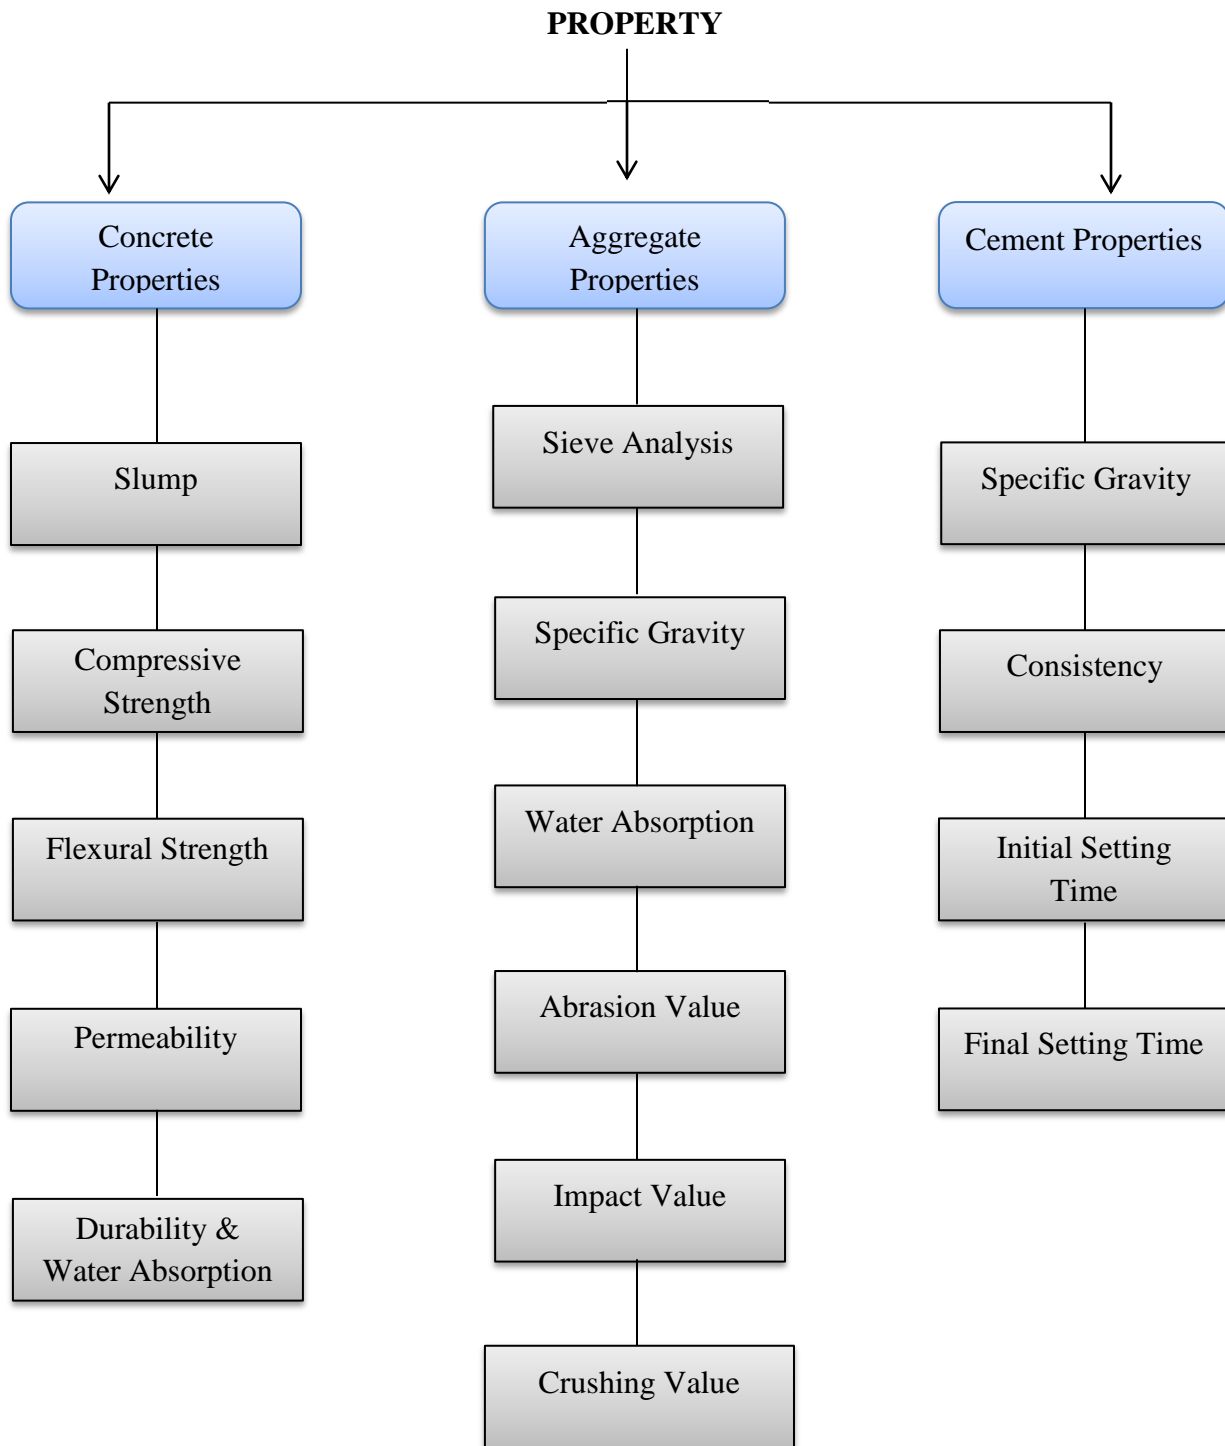 PROPERTY
Concrete
Properties
Slump
Compressive
Strength
Flexural Strength
Permeability
Durability &
Water Absorption
Aggregate
Properties
Sieve Analysis
Specific Gravity
Water Absorption
Abrasion Value
Impact Value
Crushing Value
Cement Properties
Specific Gravity
Consistency
Initial Setting
Time
Final Setting Time